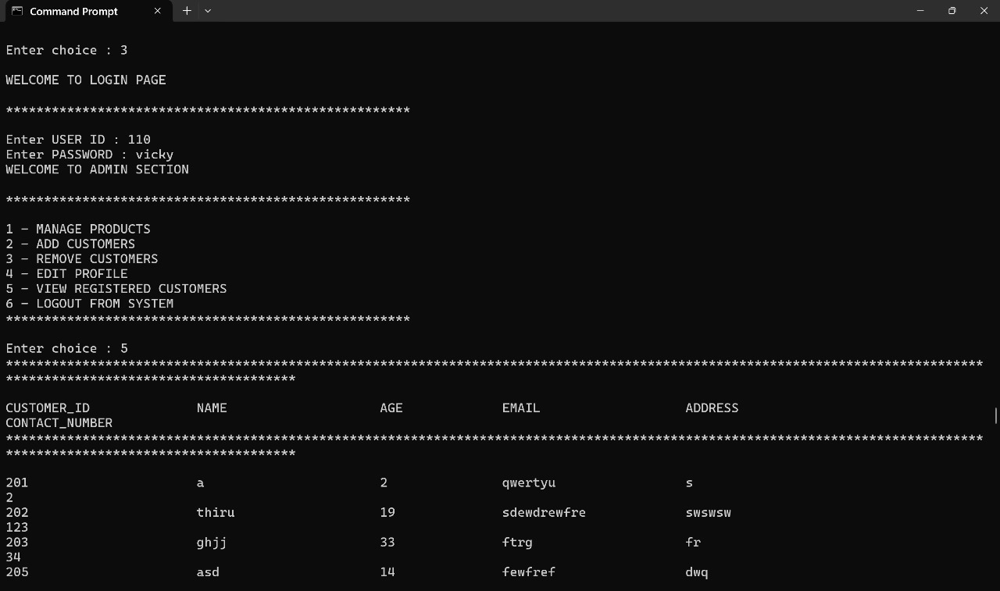 Command Prompt
Enter choice : 3
WELCOME TO LOGIN PAGE
*****************************************************
Enter USER ID : 110
Enter PASSWORD : vicky
WELCOME TO ADMIN SECTION
*****************************************************
1 - MANAGE PRODUCTS
2 - ADD CUSTOMERS
3 - REMOVE CUSTOMERS
4 - EDIT PROFILE
5 - VIEW REGISTERED CUSTOMERS
6 - LOGOUT FROM SYSTEM
*****************************************************
Enter choice : 5
********************************************************************************************************************************
**************************************
CUSTOMER_ID NAME AGE EMAIL ADDRESS
CONTACT_NUMBER
********************************************************************************************************************************
**************************************
201 a 2 qwertyu s
2
202 thiru 19 sdewdrewfre swswsw
123
203 ghjj 33 ftrg fr
34
205 asd 14 fewfref dwq